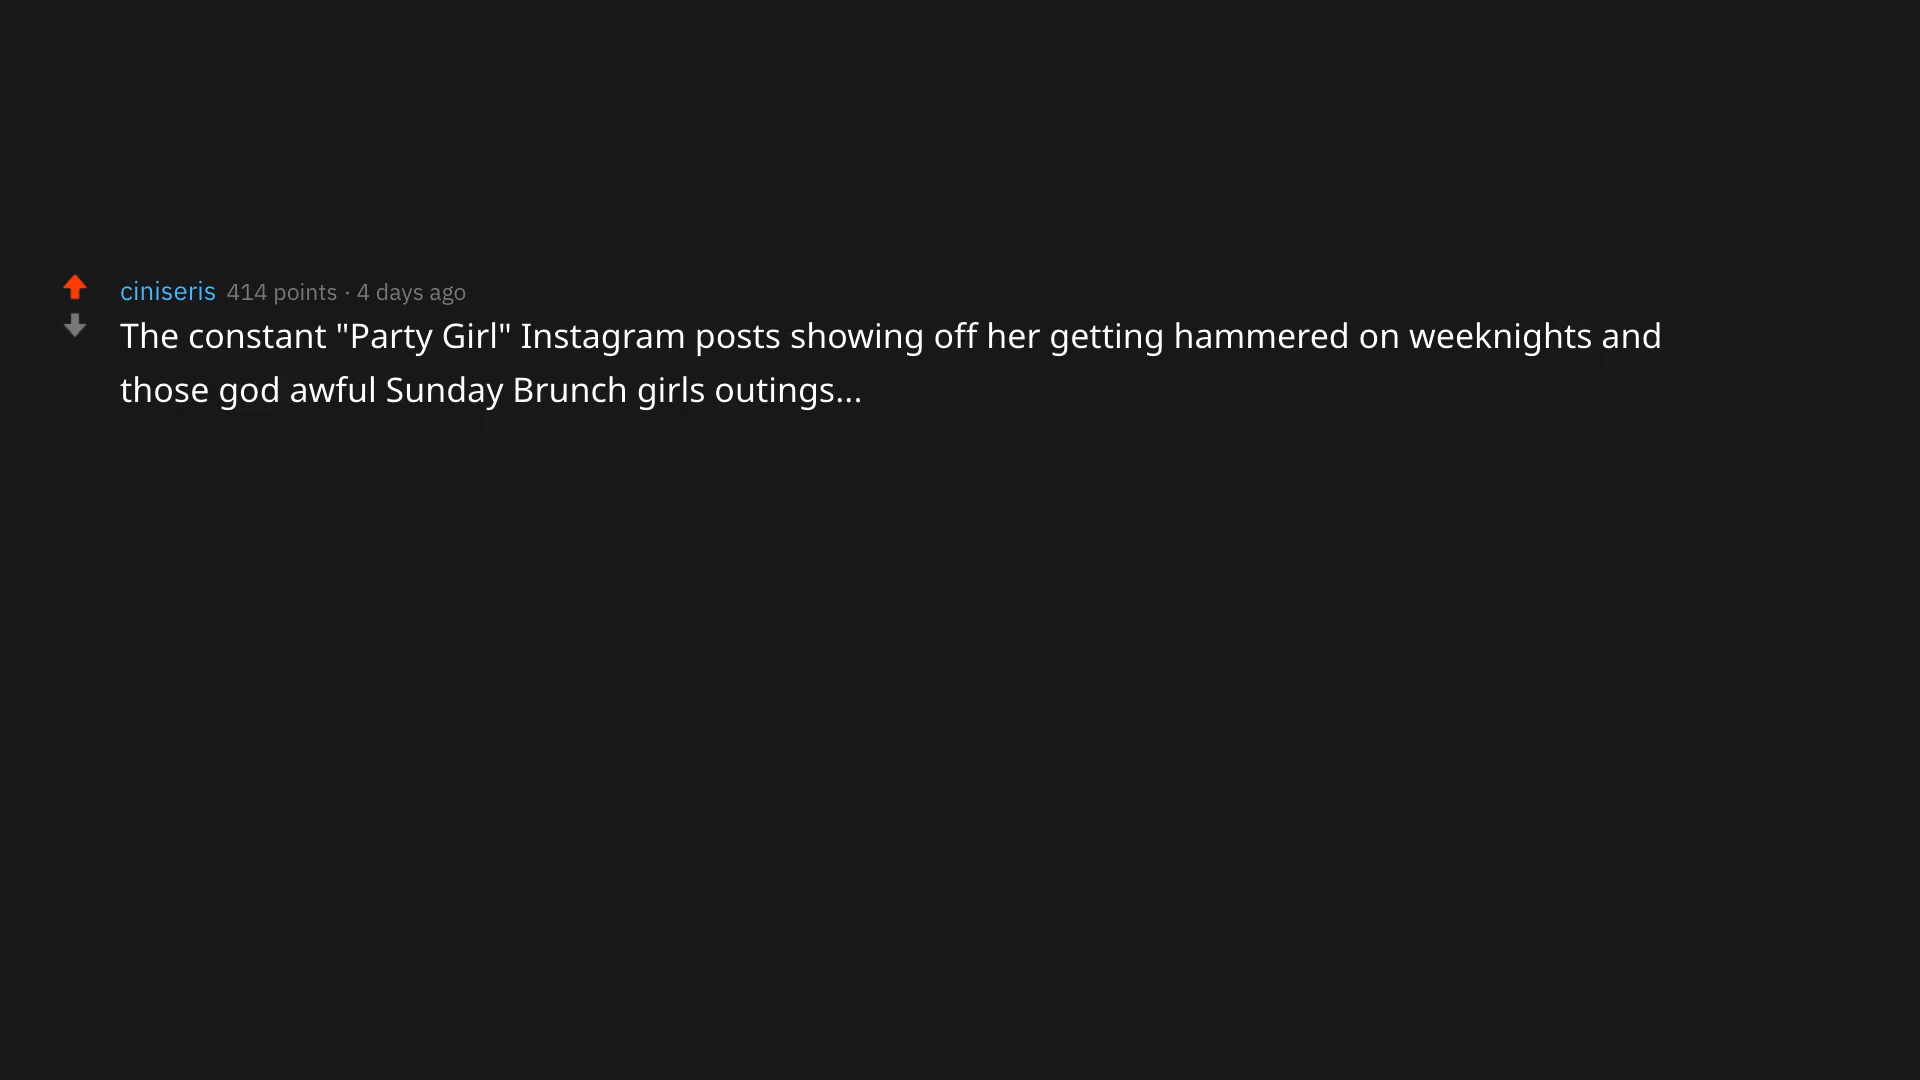 ciniseris 414 points · 4 days ago
The constant "Party Girl" Instagram posts showing off her getting hammered on weeknights and
those god awful Sunday Brunch girls outings...